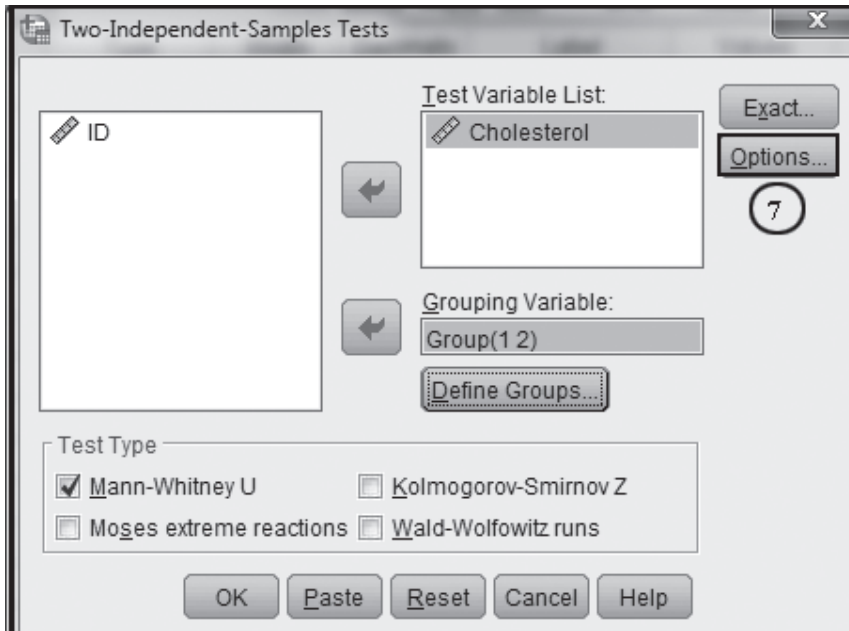 Two-Independent-Samples Tests
X
ID
Test Variable List:
Cholesterol
Exact...
Options...
7
Grouping Variable:
Group(1 2)
Define Groups...
Test Type
Mann-Whitney U
Kolmogorov-Smirnov Z
Moses extreme reactions
Wald-Wolfowitz runs
OK
Paste
Reset
Cancel
Help